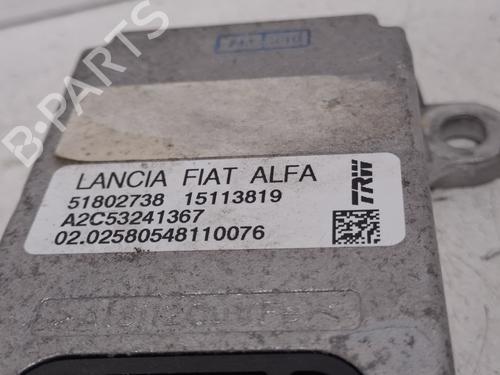 B-PARTS
LANCIA FIAT ALFA
51802738 15113819
A2C53241367
02.02580548110076
TRW